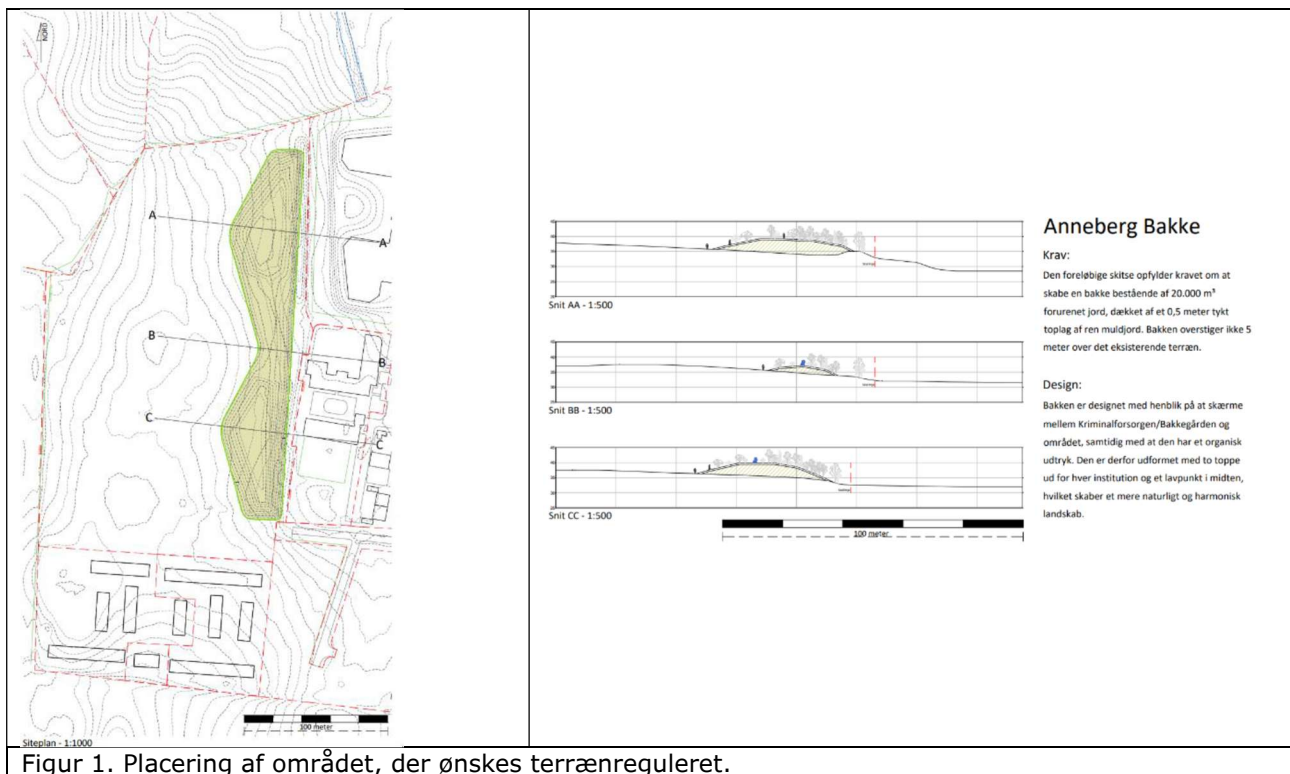 NORD
A
A
B
B
C
C
100 meter
Siteplan - 1:1000
Snit AA - 1:500
Snit BB - 1:500
Snit CC - 1:500
100 meter
Anneberg Bakke
Krav:
Den foreløbige skitse opfylder kravet om at
skabe en bakke bestående af 20.000 m³
forurenet jord, dækket af et 0,5 meter tykt
toplag af ren muldjord. Bakken overstiger ikke 5
meter over det eksisterende terræn.
Design:
Bakken er designet med henblik på at skærme
mellem Kriminalforsorgen/Bakkegården og
området, samtidig med at den har et organisk
udtryk. Den er derfor udformet med to toppe
ud for hver institution og et lavpunkt i midten,
hvilket skaber et mere naturligt og harmonisk
landskab.
Figur 1. Placering af området, der ønskes terrænreguleret.